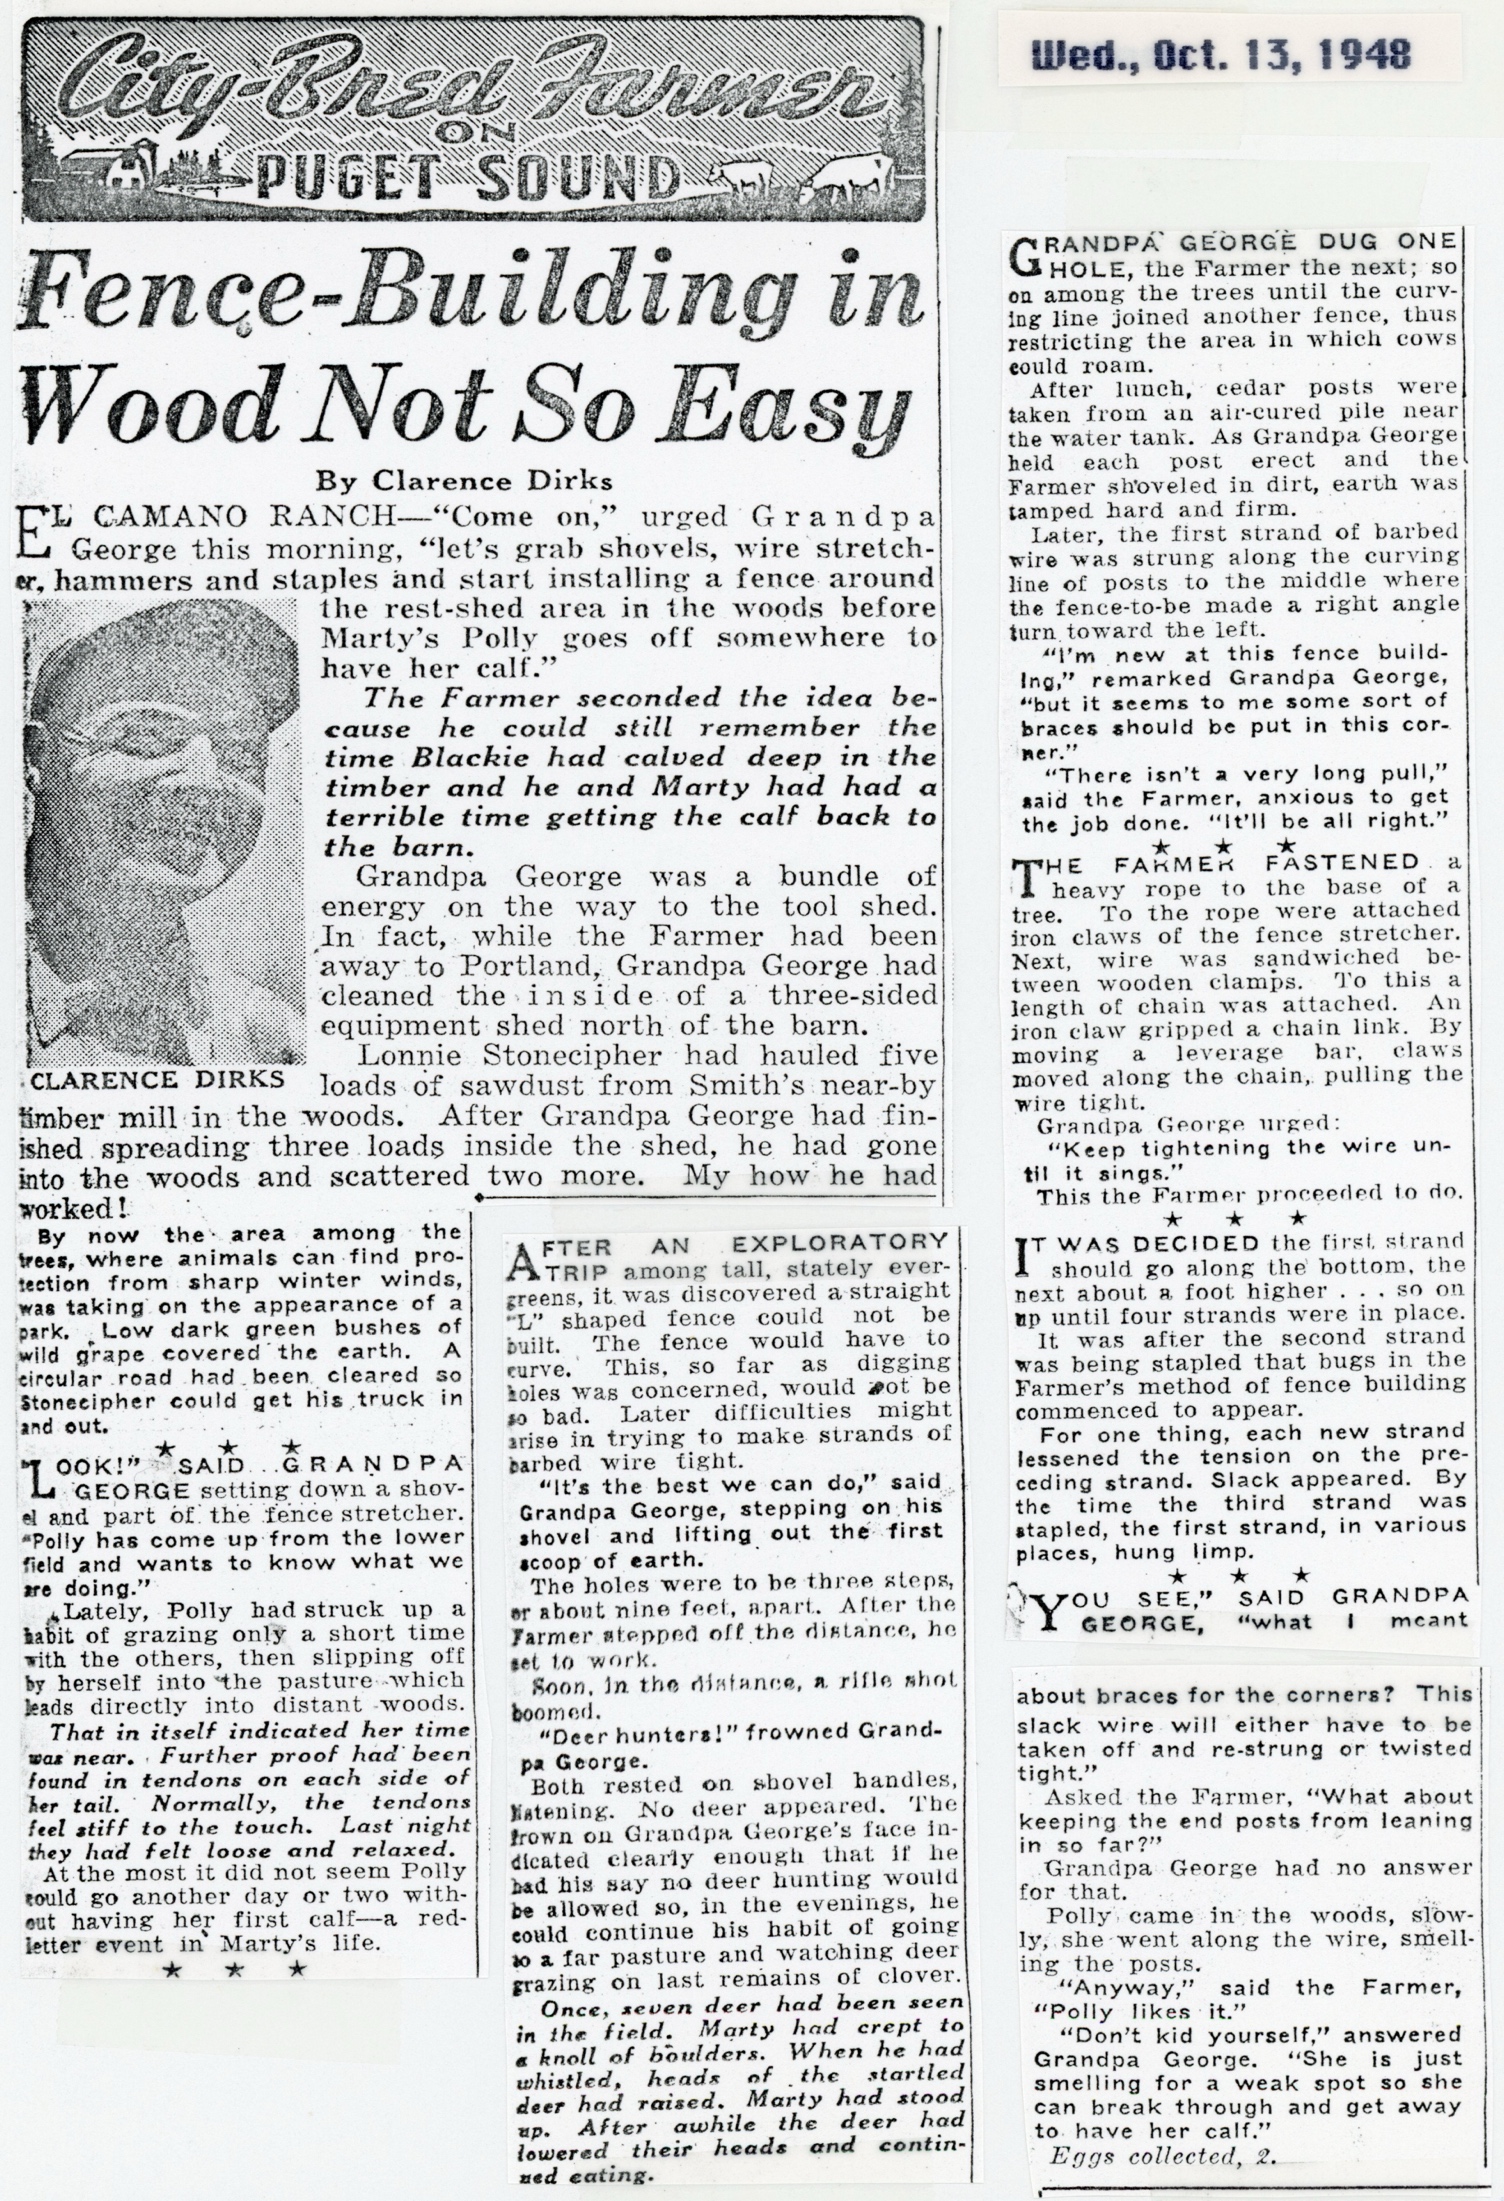 City-Bred Farmer
ON
PUGET SOUND
Wed., Oct. 13, 1948
Fence-Building in
Wood Not So Easy
By Clarence Dirks
EL CAMANO RANCH—"Come on," urged Grandpa
George this morning, "let's grab shovels, wire stretch-
er, hammers and staples and start installing a fence around
the rest-shed area in the woods before
Marty's Polly goes off somewhere to
have her calf."
The Farmer seconded the idea be-
cause he could still remember the
time Blackie had calved deep in the
timber and he and Marty had had a
terrible time getting the calf back to
the barn.
Grandpa George was a bundle of
energy on the way to the tool shed.
In fact, while the Farmer had been
away to Portland, Grandpa George had
cleaned the inside of a three-sided
equipment shed north of the barn.
Lonnie Stonecipher had hauled five
CLARENCE DIRKS
loads of sawdust from Smith's near-by
timber mill in the woods. After Grandpa George had fin-
ished spreading three loads inside the shed, he had gone
into the woods and scattered two more. My how he had
worked!
By now the area among the
trees, where animals can find pro-
tection from sharp winter winds,
was taking on the appearance of a
park. Low dark green bushes of
wild grape covered the earth. A
circular road had been cleared so
Stonecipher could get his truck in
and out.
★ ★ ★
"LOOK!" SAID GRANDPA
GEORGE setting down a shov-
el and part of the fence stretcher.
"Polly has come up from the lower
field and wants to know what we
are doing."
Lately, Polly had struck up a
habit of grazing only a short time
with the others, then slipping off
by herself into the pasture which
leads directly into distant woods.
That in itself indicated her time
was near. Further proof had been
found in tendons on each side of
her tail. Normally, the tendons
feel stiff to the touch. Last night
they had felt loose and relaxed.
At the most it did not seem Polly
could go another day or two with-
out having her first calf—a red-
letter event in Marty's life.
★ ★ ★
AFTER AN EXPLORATORY
TRIP among tall, stately ever-
greens, it was discovered a straight
"L" shaped fence could not be
built. The fence would have to
curve. This, so far as digging
holes was concerned, would not be
so bad. Later difficulties might
arise in trying to make strands of
barbed wire tight.
"It's the best we can do," said
Grandpa George, stepping on his
shovel and lifting out the first
scoop of earth.
The holes were to be three steps,
or about nine feet, apart. After the
Farmer stepped off the distance, he
set to work.
Soon, in the distance, a rifle shot
boomed.
"Deer hunters!" frowned Grand-
pa George.
Both rested on shovel handles,
listening. No deer appeared. The
frown on Grandpa George's face in-
dicated clearly enough that if he
had his say no deer hunting would
be allowed so, in the evenings, he
could continue his habit of going
to a far pasture and watching deer
grazing on last remains of clover.
Once, seven deer had been seen
in the field. Marty had crept to
a knoll of boulders. When he had
whistled, heads of the startled
deer had raised. Marty had stood
up. After awhile the deer had
lowered their heads and contin-
ued eating.
GRANDPA GEORGE DUG ONE
HOLE, the Farmer the next; so
on among the trees until the curv-
ing line joined another fence, thus
restricting the area in which cows
could roam.
After lunch, cedar posts were
taken from an air-cured pile near
the water tank. As Grandpa George
held each post erect and the
Farmer shoveled in dirt, earth was
tamped hard and firm.
Later, the first strand of barbed
wire was strung along the curving
line of posts to the middle where
the fence-to-be made a right angle
turn toward the left.
"I'm new at this fence build-
ing," remarked Grandpa George,
"but it seems to me some sort of
braces should be put in this cor-
ner."
"There isn't a very long pull,"
said the Farmer, anxious to get
the job done. "It'll be all right."
★ ★ ★
THE FARMER FASTENED a
heavy rope to the base of a
tree. To the rope were attached
iron claws of the fence stretcher.
Next, wire was sandwiched be-
tween wooden clamps. To this a
length of chain was attached. An
iron claw gripped a chain link. By
moving a leverage bar, claws
moved along the chain, pulling the
wire tight.
Grandpa George urged:
"Keep tightening the wire un-
til it sings."
This the Farmer proceeded to do.
★ ★ ★
IT WAS DECIDED the first strand
should go along the bottom, the
next about a foot higher . . . so on
up until four strands were in place.
It was after the second strand
was being stapled that bugs in the
Farmer's method of fence building
commenced to appear.
For one thing, each new strand
lessened the tension on the pre-
ceding strand. Slack appeared. By
the time the third strand was
stapled, the first strand, in various
places, hung limp.
★ ★ ★
"YOU SEE," SAID GRANDPA
GEORGE, "what I meant
about braces for the corners? This
slack wire will either have to be
taken off and re-strung or twisted
tight."
Asked the Farmer, "What about
keeping the end posts from leaning
in so far?"
Grandpa George had no answer
for that.
Polly came in the woods, slow-
ly, she went along the wire, smell-
ing the posts.
"Anyway," said the Farmer,
"Polly likes it."
"Don't kid yourself," answered
Grandpa George. "She is just
smelling for a weak spot so she
can break through and get away
to have her calf."
Eggs collected, 2.